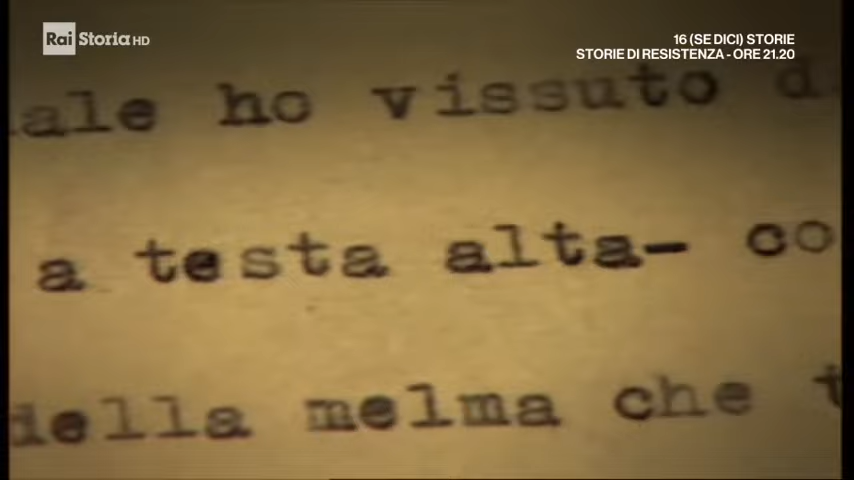 Rai Storia HD
16 (SE DICI) STORIE
STORIE DI RESISTENZA - ORE 21.20
ale ho vissuto d
a testa alta- co
della melma che t